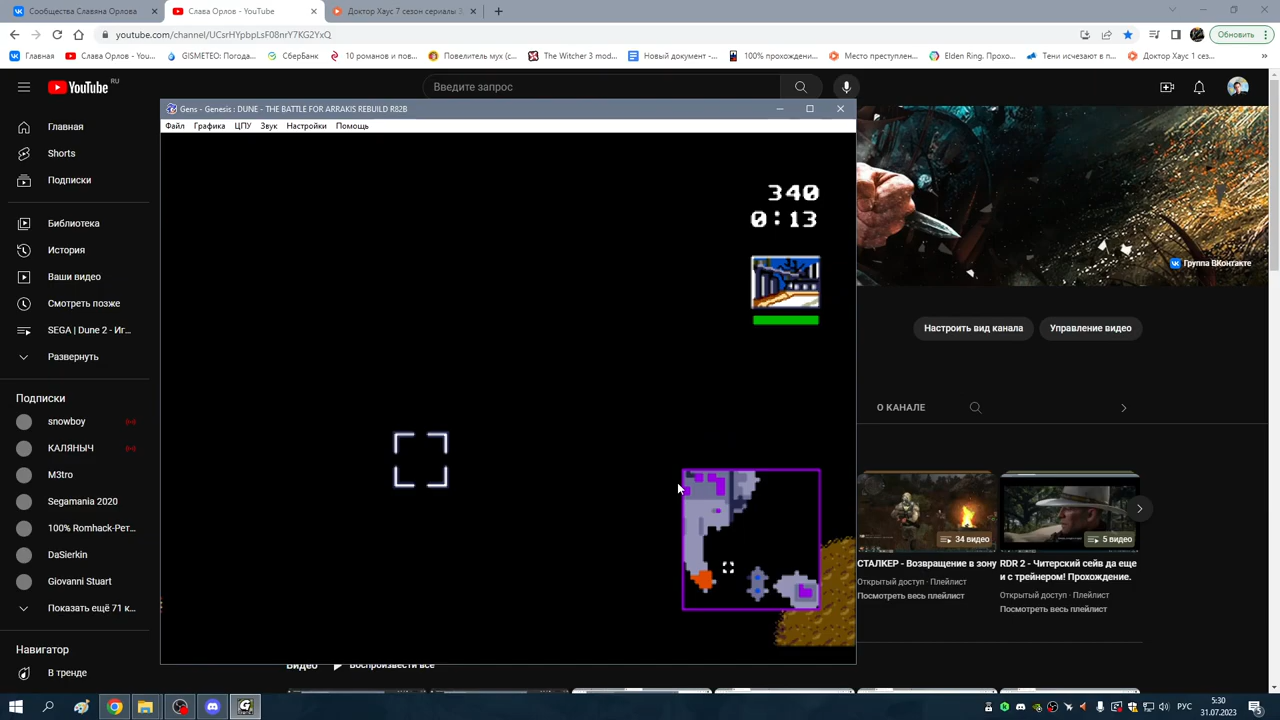 Сообщества Славяна Орлова
Слава Орлов - YouTube
Доктор Хаус 7 сезон сериалы З
youtube.com/channel/UCsrHYpbpLsF08nrY7KG2YxQ
Обновить
Главная
Слава Орлов - You...
GISMETEO: Погода...
СберБанк
10 романов и пов...
Повелитель мух (с...
The Witcher 3 mod...
Новый документ -...
100% прохождени...
Место преступлен...
Elden Ring. Прохо...
Тени исчезают в п...
Доктор Хаус 1 сез...
YouTube RU
Введите запрос
Gens - Genesis : DUNE - THE BATTLE FOR ARRAKIS REBUILD R82B
Файл Графика ЦПУ Звук Настройки Помощь
340
0:13
Главная
Shorts
Подписки
Библиотека
История
Ваши видео
Смотреть позже
SEGA | Dune 2 - Иг...
Развернуть
Подписки
snowboy
КАЛЯНЫЧ
M3tro
Segamania 2020
100% Romhack-Рет...
DaSierkin
Giovanni Stuart
Показать ещё 71 к...
Навигатор
В тренде
Группа ВКонтакте
Настроить вид канала
Управление видео
О КАНАЛЕ
34 видео
5 видео
СТАЛКЕР - Возвращение в зону
Открытый доступ · Плейлист
Посмотреть весь плейлист
RDR 2 - Читерский сейв да еще и с трейнером! Прохождение.
Открытый доступ · Плейлист
Посмотреть весь плейлист
Видео
Воспроизвести все
РУС
5:30
31.07.2023